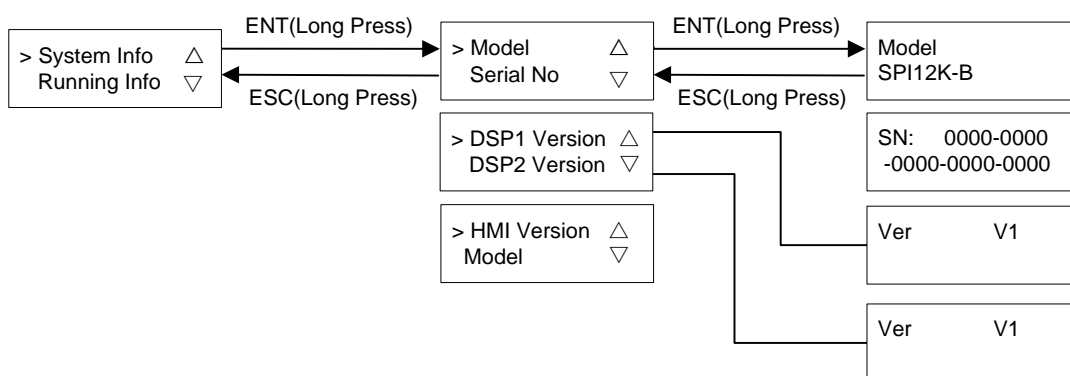 ENT(Long Press)
ENT(Long Press)
> System Info △
Running Info ▽
> Model △
Serial No ▽
Model
SPI12K-B
ESC(Long Press)
ESC(Long Press)
> DSP1 Version △
DSP2 Version ▽
SN: 0000-0000
-0000-0000-0000
> HMI Version △
Model ▽
Ver V1
Ver V1